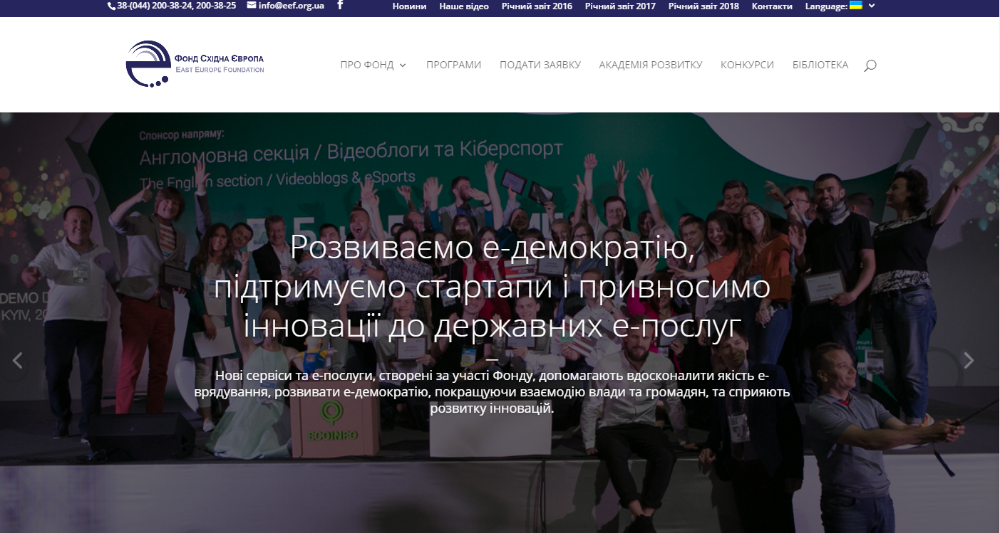 38-(044) 200-38-24, 200-38-25 info@eef.org.ua Новини Наше відео Річний звіт 2016 Річний звіт 2017 Річний звіт 2018 Контакти Language:
Фонд Східна Європа
East Europe Foundation
ПРО ФОНД ПРОГРАМИ ПОДАТИ ЗАЯВКУ АКАДЕМІЯ РОЗВИТКУ КОНКУРСИ БІБЛІОТЕКА
Спонсор напряму:
Англомовна секція / Відеоблоги та Кіберспорт
The English section / Videoblogs & eSports
Розвиваємо е-демократію,
підтримуємо стартапи і привносимо
інновації до державних е-послуг
—
Нові сервіси та е-послуги, створені за участі Фонду, допомагають вдосконалити якість е-
врядування, розвивати е-демократію, покращуючи взаємодію влади та громадян, та сприяють
розвитку інновацій.
DEMO
KYIV, 20
ECOINFO